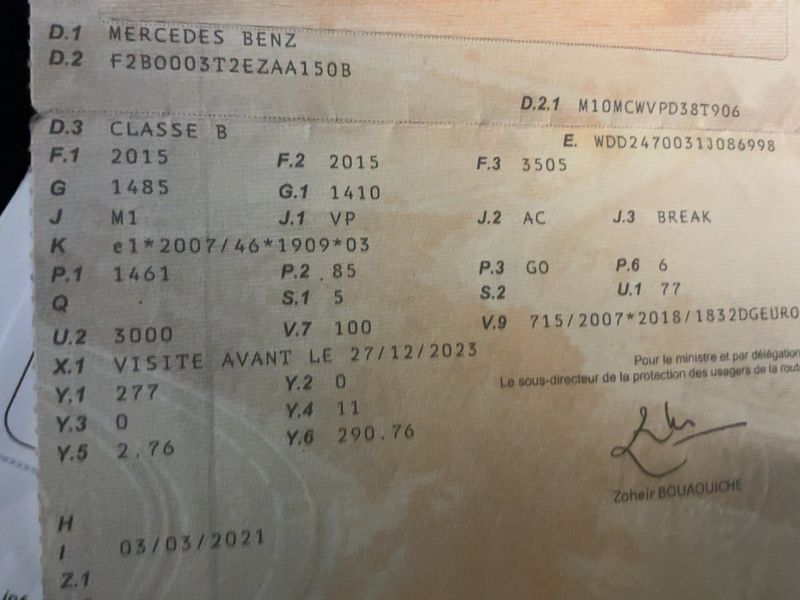 D.1 MERCEDES BENZ
D.2 F2B0003T2EZAA150B
D.2.1 M10MCWVPD38T906
D.3 CLASSE B
E. WDD2470031J086998
F.1 2015 F.2 2015 F.3 3505
G 1485 G.1 1410
J M1 J.1 VP J.2 AC J.3 BREAK
K e1*2007/46*1909*03
P.1 1461 P.2 85 P.3 GO P.6 6
Q S.1 5 S.2 U.1 77
U.2 3000 V.7 100 V.9 715/2007*2018/1832DGEURO
X.1 VISITE AVANT LE 27/12/2023
Pour le ministre et par délégation
Le sous-directeur de la protection des usagers de la rout
Y.1 277 Y.2 0
Y.3 0 Y.4 11
Y.5 2.76 Y.6 290.76
Zoheir BOUAOUICHE
H
I 03/03/2021
Z.1